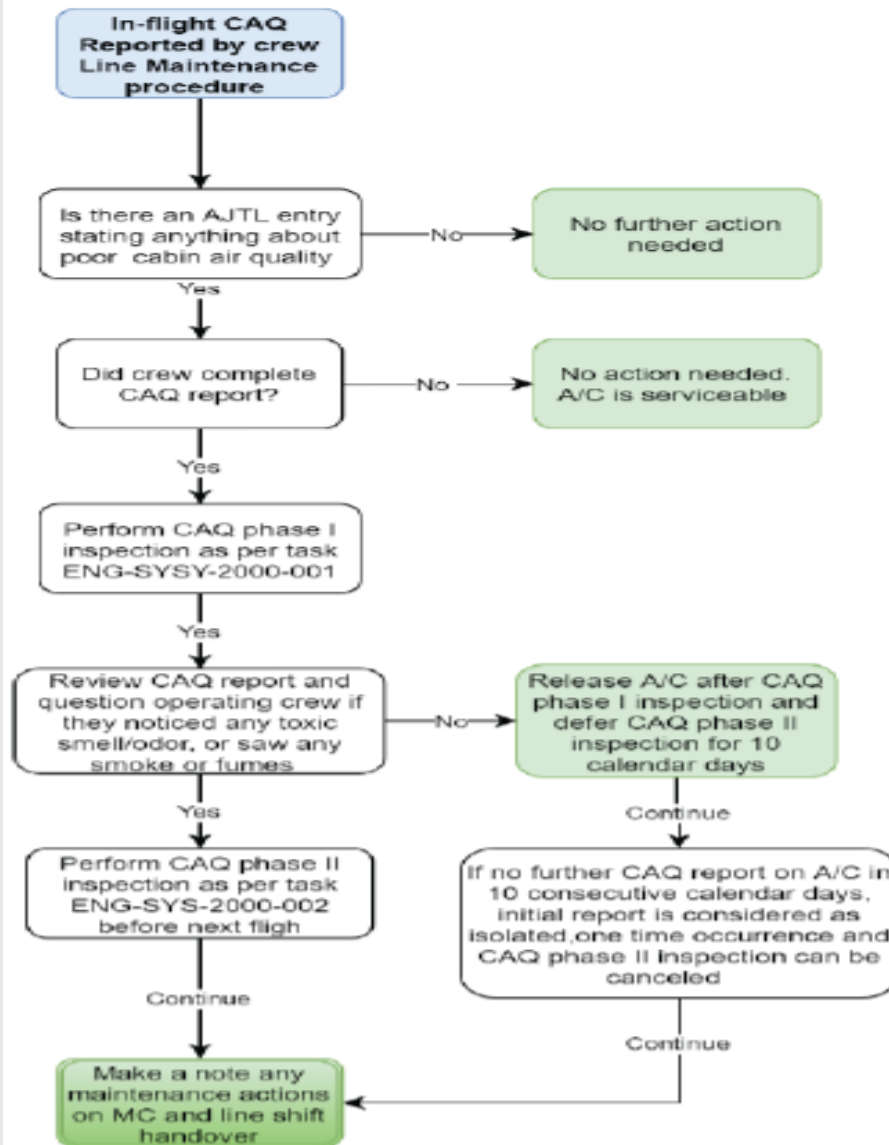 In-flight CAQ
Reported by crew
Line Maintenance
procedure
Is there an AJTL entry
stating anything about
poor cabin air quality
No
No further action
needed
Yes
Did crew complete
CAQ report?
No
No action needed.
A/C is serviceable
Yes
Perform CAQ phase I
inspection as per task
ENG-SYSY-2000-001
Yes
Review CAQ report and
question operating crew if
they noticed any toxic
smell/odor, or saw any
smoke or fumes
No
Release A/C after CAQ
phase I inspection and
defer CAQ phase II
inspection for 10
calendar days
Yes
Continue
Perform CAQ phase II
inspection as per task
ENG-SYS-2000-002
before next fligh
If no further CAQ report on A/C in
10 consecutive calendar days,
initial report is considered as
isolated,one time occurrence and
CAQ phase II inspection can be
canceled
Continue
Continue
Make a note any
maintenance actions
on MC and line shift
handover